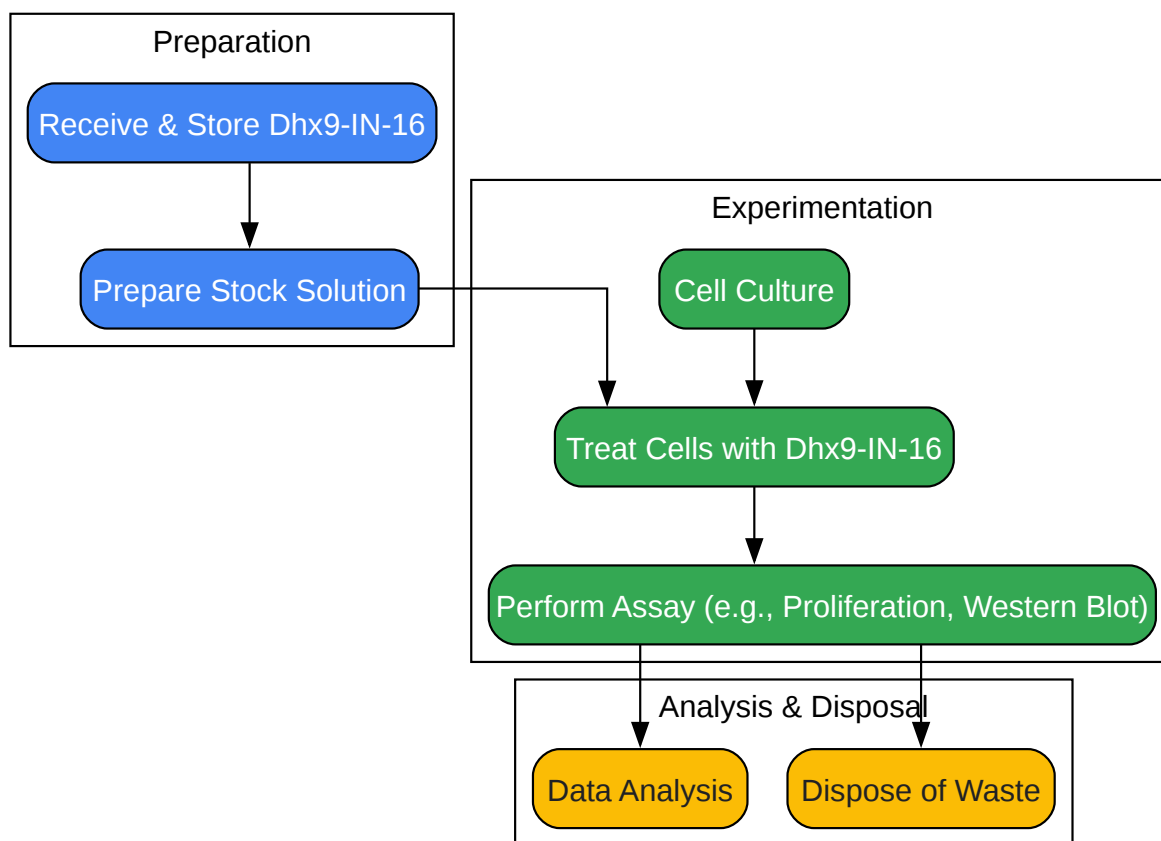 Preparation
Receive & Store Dhx9-IN-16
Prepare Stock Solution
Experimentation
Cell Culture
Treat Cells with Dhx9-IN-16
Perform Assay (e.g., Proliferation, Western Blot)
Analysis & Disposal
Data Analysis
Dispose of Waste